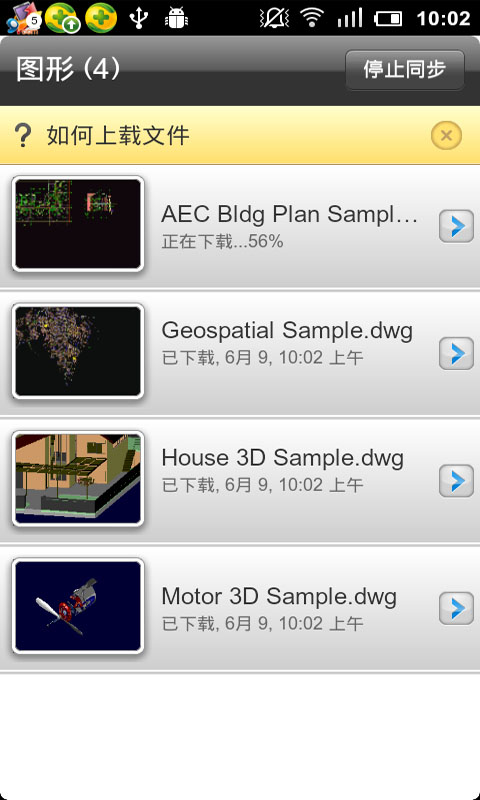 5
10:02
图形 (4)
停止同步
? 如何上载文件
AEC Bldg Plan Sampl...
正在下载...56%
Geospatial Sample.dwg
已下载, 6月 9, 10:02 上午
House 3D Sample.dwg
已下载, 6月 9, 10:02 上午
Motor 3D Sample.dwg
已下载, 6月 9, 10:02 上午